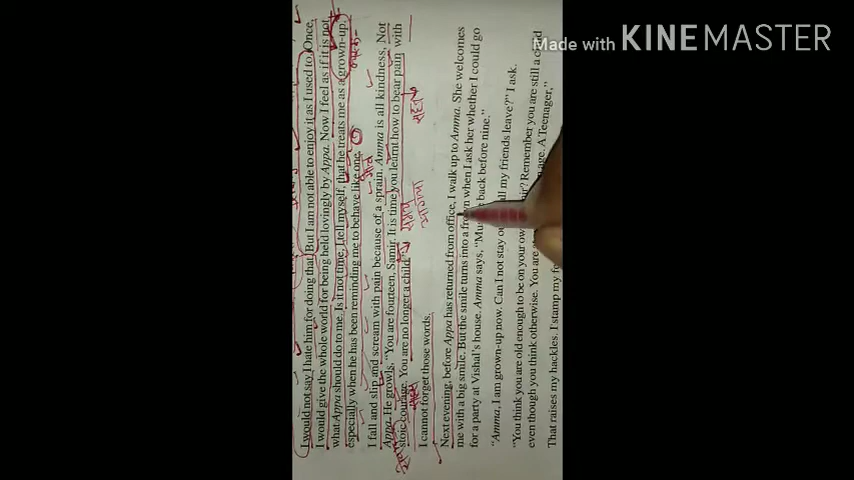 I would not say I hate him for doing that. But I am not able to enjoy it as I used to. Once,
I would give the whole world for being held lovingly by Appa. Now I feel as if it is not
what Appa should do to me. Is it not time, I tell myself, that he treats me as a grown-up,
especially when he has been reminding me to behave like one.
I fall and slip and scream with pain because of a sprain. Amma is all kindness. Not
Appa. He growls, "You are fourteen, Samir. It is time you learnt how to bear pain with
stoic courage. You are no longer a child."
I cannot forget those words.
Next evening, before Appa has returned from office, I walk up to Amma. She welcomes
me with a big smile. But the smile turns into a frown when I ask her whether I could go
for a party at Vishal's house. Amma says, "Mu back before nine."
"Amma, I am grown-up now. Can I not stay all my friends leave?" I ask.
"You think you are old enough to be on your own Remember you are still a
even though you think otherwise. You are age. A Teenager,"
That raises my hackles. I stamp my
Made with KINEMASTER